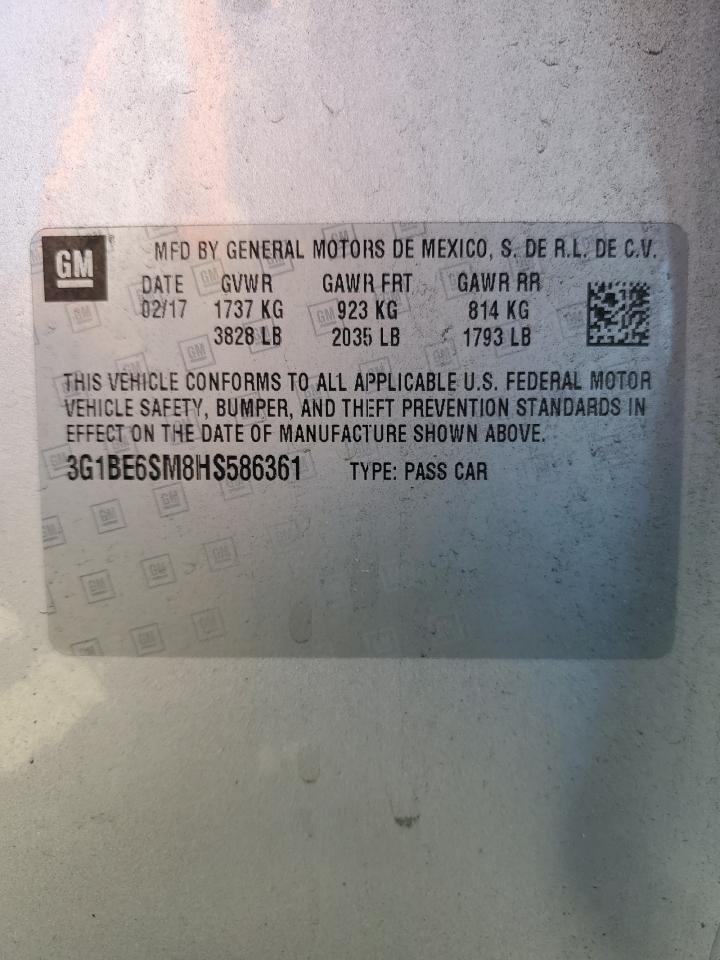 GM MFD BY GENERAL MOTORS DE MEXICO, S. DE R.L. DE C.V.
DATE GVWR GAWR FRT GAWR RR
02/17 1737 KG 923 KG 814 KG
3828 LB 2035 LB 1793 LB
THIS VEHICLE CONFORMS TO ALL APPLICABLE U.S. FEDERAL MOTOR
VEHICLE SAFETY, BUMPER, AND THEFT PREVENTION STANDARDS IN
EFFECT ON THE DATE OF MANUFACTURE SHOWN ABOVE.
3G1BE6SM8HS586361 TYPE: PASS CAR